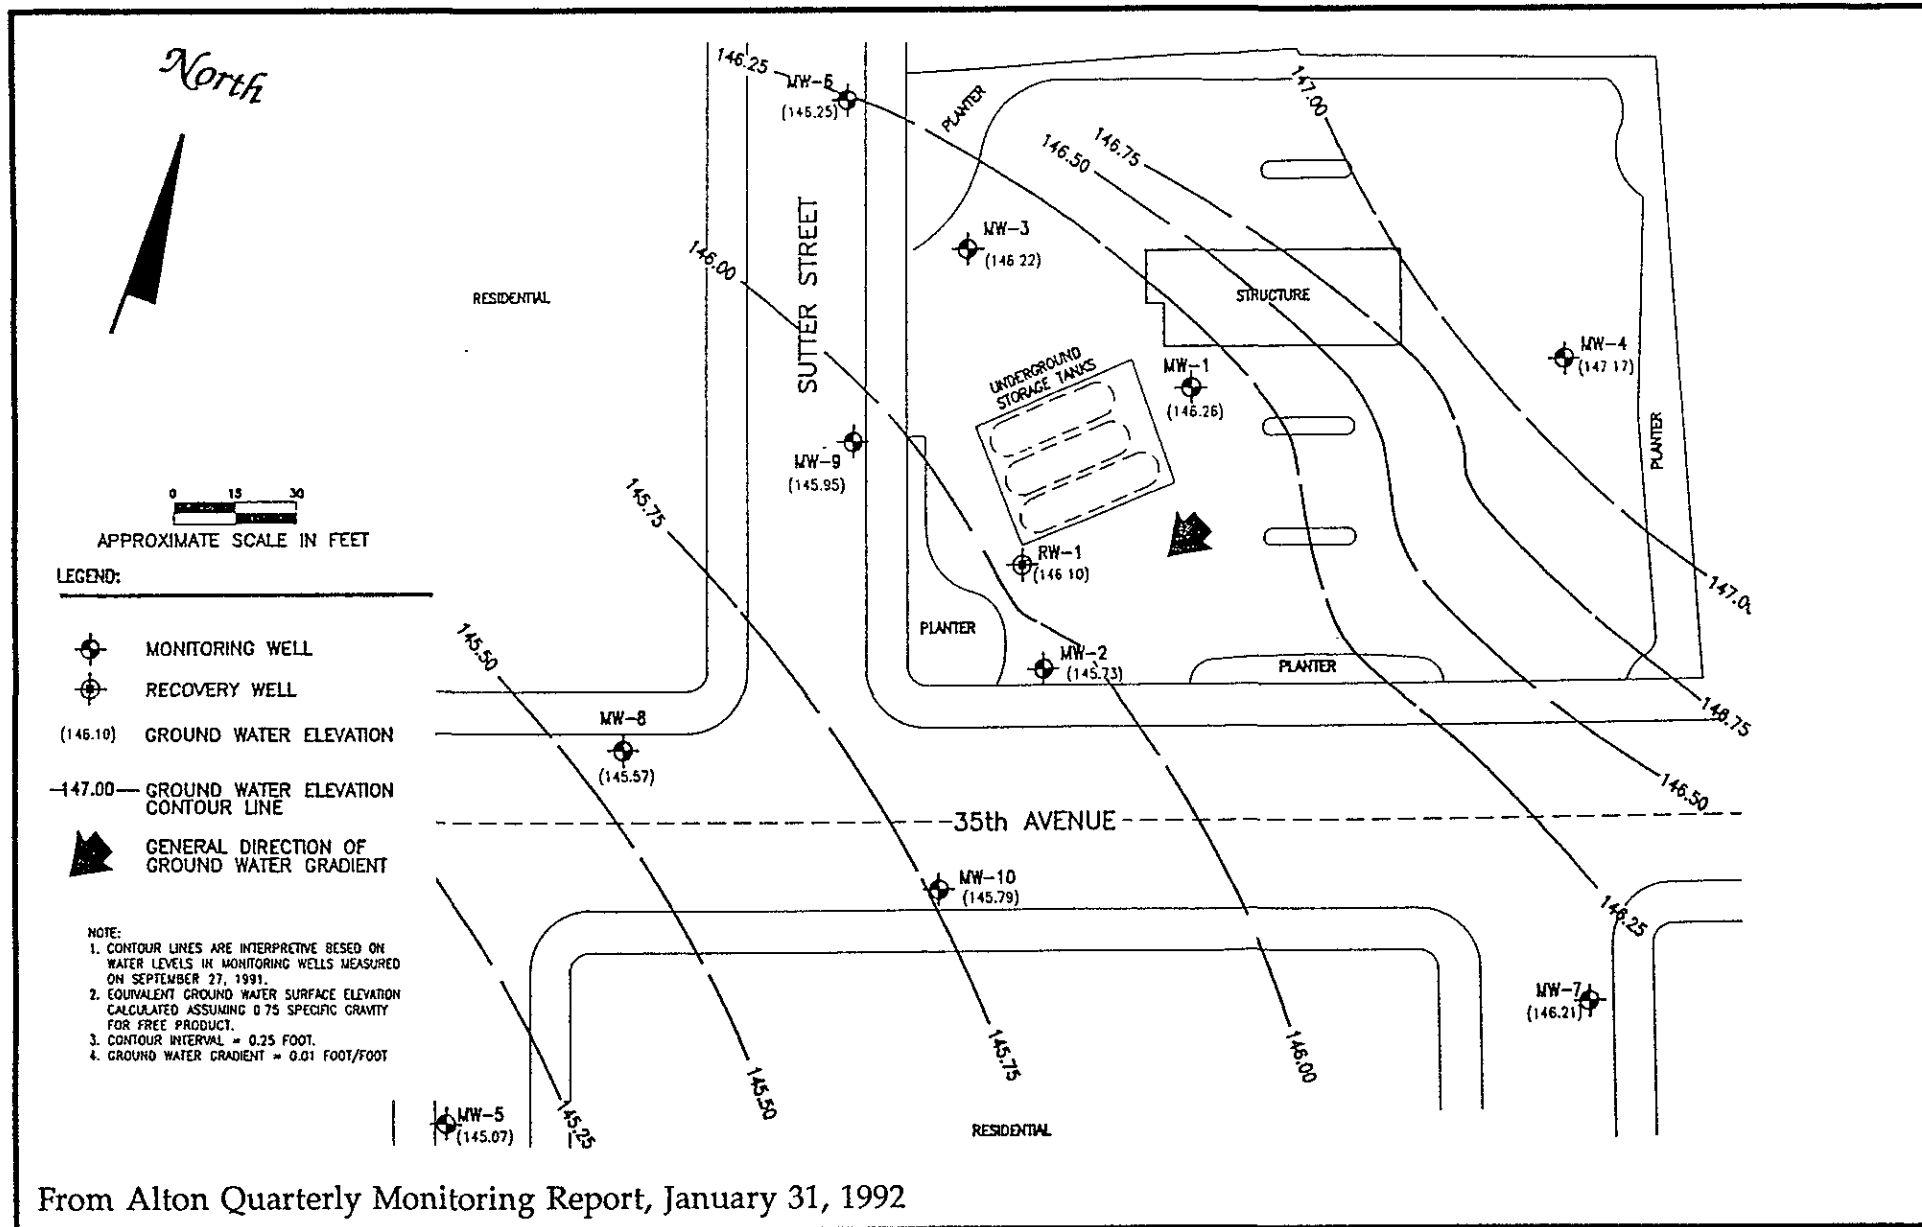 North
146.25
MW-6
(146.25)
PLANTER
147.00
146.50
146.75
MW-3
(146 22)
146.00
SUTTER STREET
RESIDENTIAL
STRUCTURE
MW-4
(147 17)
UNDERGROUND
STORAGE TANKS
MW-1
(146.26)
PLANTER
MW-9
(145.95)
145.75
0 15 30
APPROXIMATE SCALE IN FEET
RW-1
(146 10)
147.00
LEGEND:
MONITORING WELL
RECOVERY WELL
(146.10) GROUND WATER ELEVATION
147.00 GROUND WATER ELEVATION
CONTOUR LINE
GENERAL DIRECTION OF
GROUND WATER GRADIENT
145.50
PLANTER
MW-2
(145.73)
PLANTER
MW-8
(145.57)
146.75
146.50
35th AVENUE
MW-10
(145.79)
146.25
NOTE:
1. CONTOUR LINES ARE INTERPRETIVE BESED ON
WATER LEVELS IN MONITORING WELLS MEASURED
ON SEPTEMBER 27, 1991.
2. EQUIVALENT GROUND WATER SURFACE ELEVATION
CALCULATED ASSUMING 0 75 SPECIFIC GRAVITY
FOR FREE PRODUCT.
3. CONTOUR INTERVAL = 0.25 FOOT.
4. GROUND WATER GRADIENT = 0.01 FOOT/FOOT
MW-7
(146.21)
145.75
146.00
145.50
MW-5
(145.07)
145.25
RESIDENTIAL
From Alton Quarterly Monitoring Report, January 31, 1992